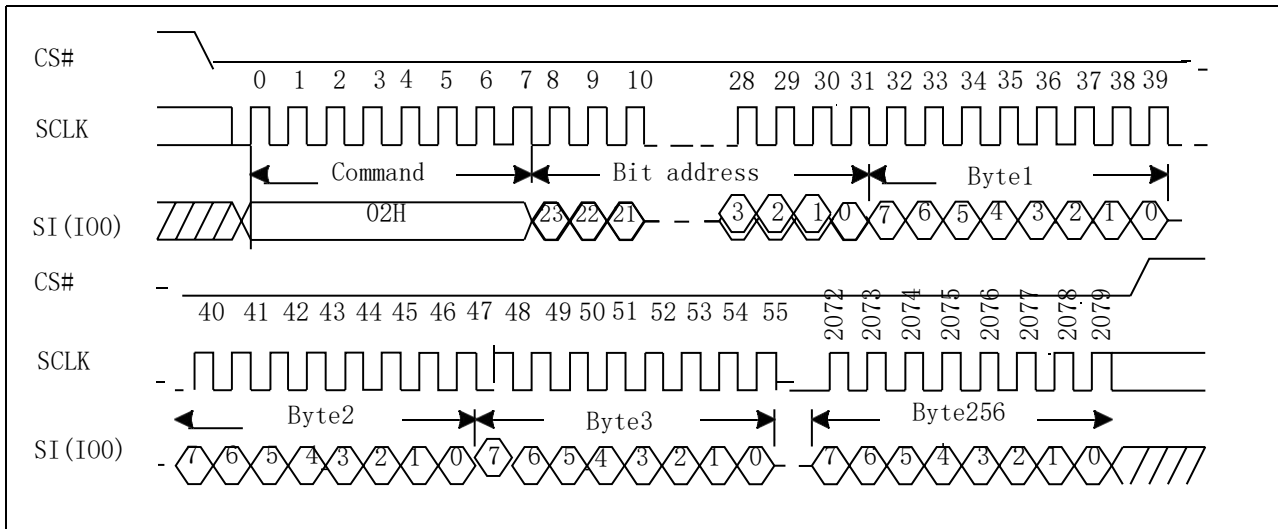 CS#
0 1 2 3 4 5 6 7 8 9 10 28 29 30 31 32 33 34 35 36 37 38 39
SCLK
Command Bit address Byte1
SI(IO0) 02H 23 22 21 3 2 1 0 7 6 5 4 3 2 1 0
CS#
40 41 42 43 44 45 46 47 48 49 50 51 52 53 54 55 2072 2073 2074 2075 2076 2077 2078 2079
SCLK
Byte2 Byte3 Byte256
SI(IO0) 7 6 5 4 3 2 1 0 7 6 5 4 3 2 1 0 7 6 5 4 3 2 1 0